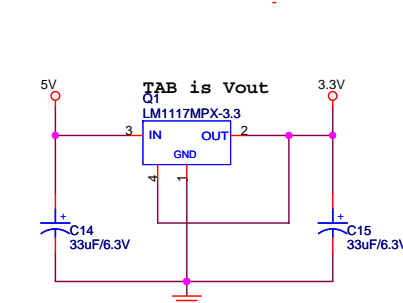 5V
TAB is Vout
3.3V
Q1
LM1117MPX-3.3
3
IN
OUT
2
GND
4
1
+
C14
33uF/6.3V
+
C15
33uF/6.3V